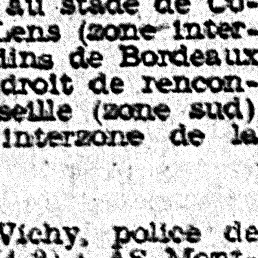 au stade de Co-
Lens (zone inter-
lins de Bordeaux
droit de rencon-
seille (zone sud)
interzone de la
Vichy, police de